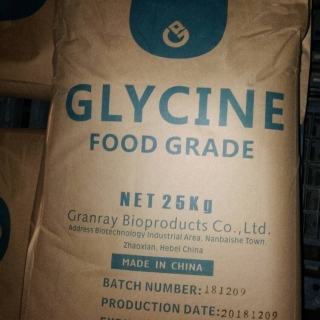 GLYCINE
FOOD GRADE
NET 25Kg
Granray Bioproducts Co.,Ltd.
Address Biotechnology Industrial Area, Nanbaishe Town,
Zhaoxian, Hebei China
MADE IN CHINA
BATCH NUMBER: 181209
PRODUCTION DATE: 20181209